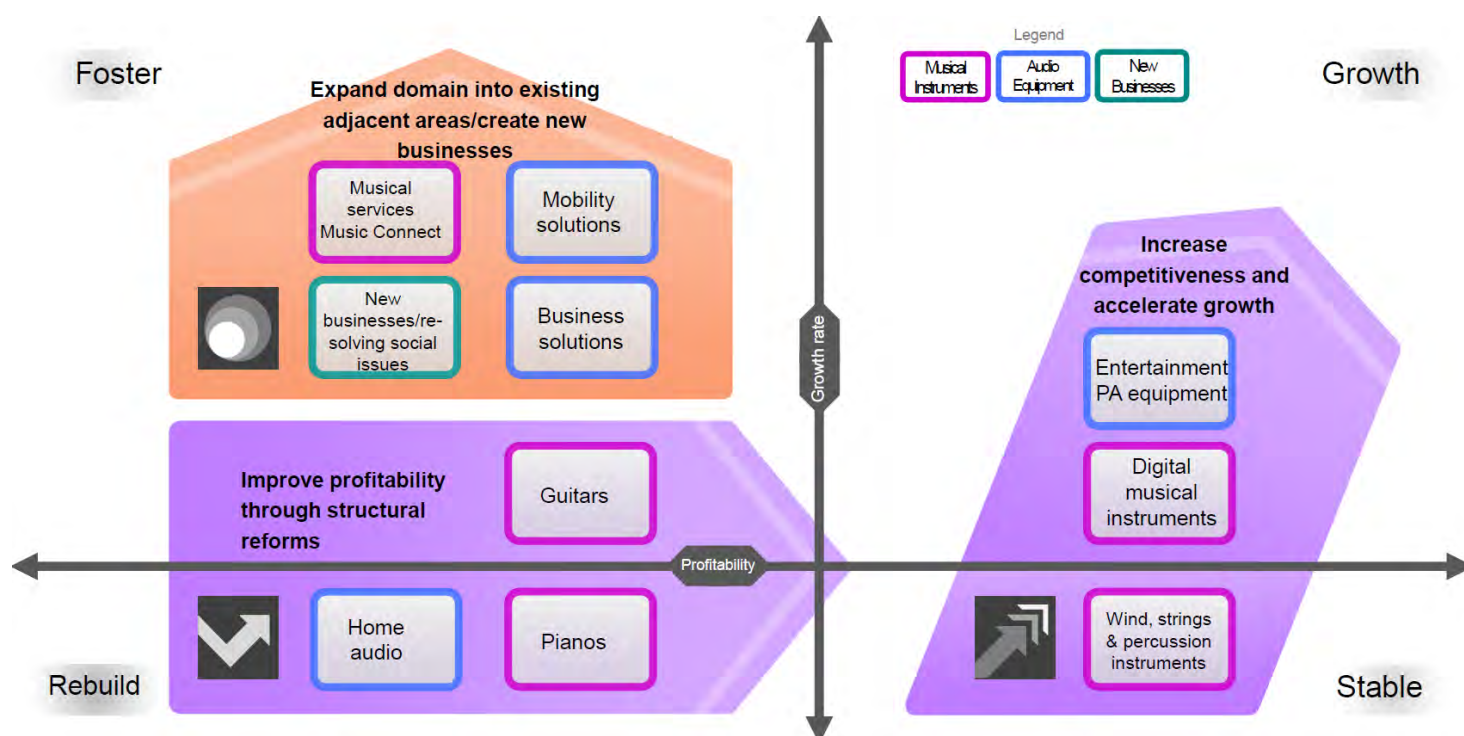 Foster
Legend
Musical
Instruments
Audio
Equipment
New
Businesses
Growth
Expand domain into existing
adjacent areas/create new
businesses
Musical
services
Music Connect
Mobility
solutions
New
businesses/re-
solving social
issues
Business
solutions
Growth rate
Increase
competitiveness and
accelerate growth
Entertainment
PA equipment
Digital
musical
instruments
Improve profitability
through structural
reforms
Guitars
Profitability
Home
audio
Pianos
Wind, strings
& percussion
instruments
Rebuild
Stable